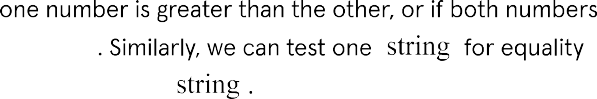 one number is greater than the other, or if both numbers
. Similarly, we can test one string for equality
string .